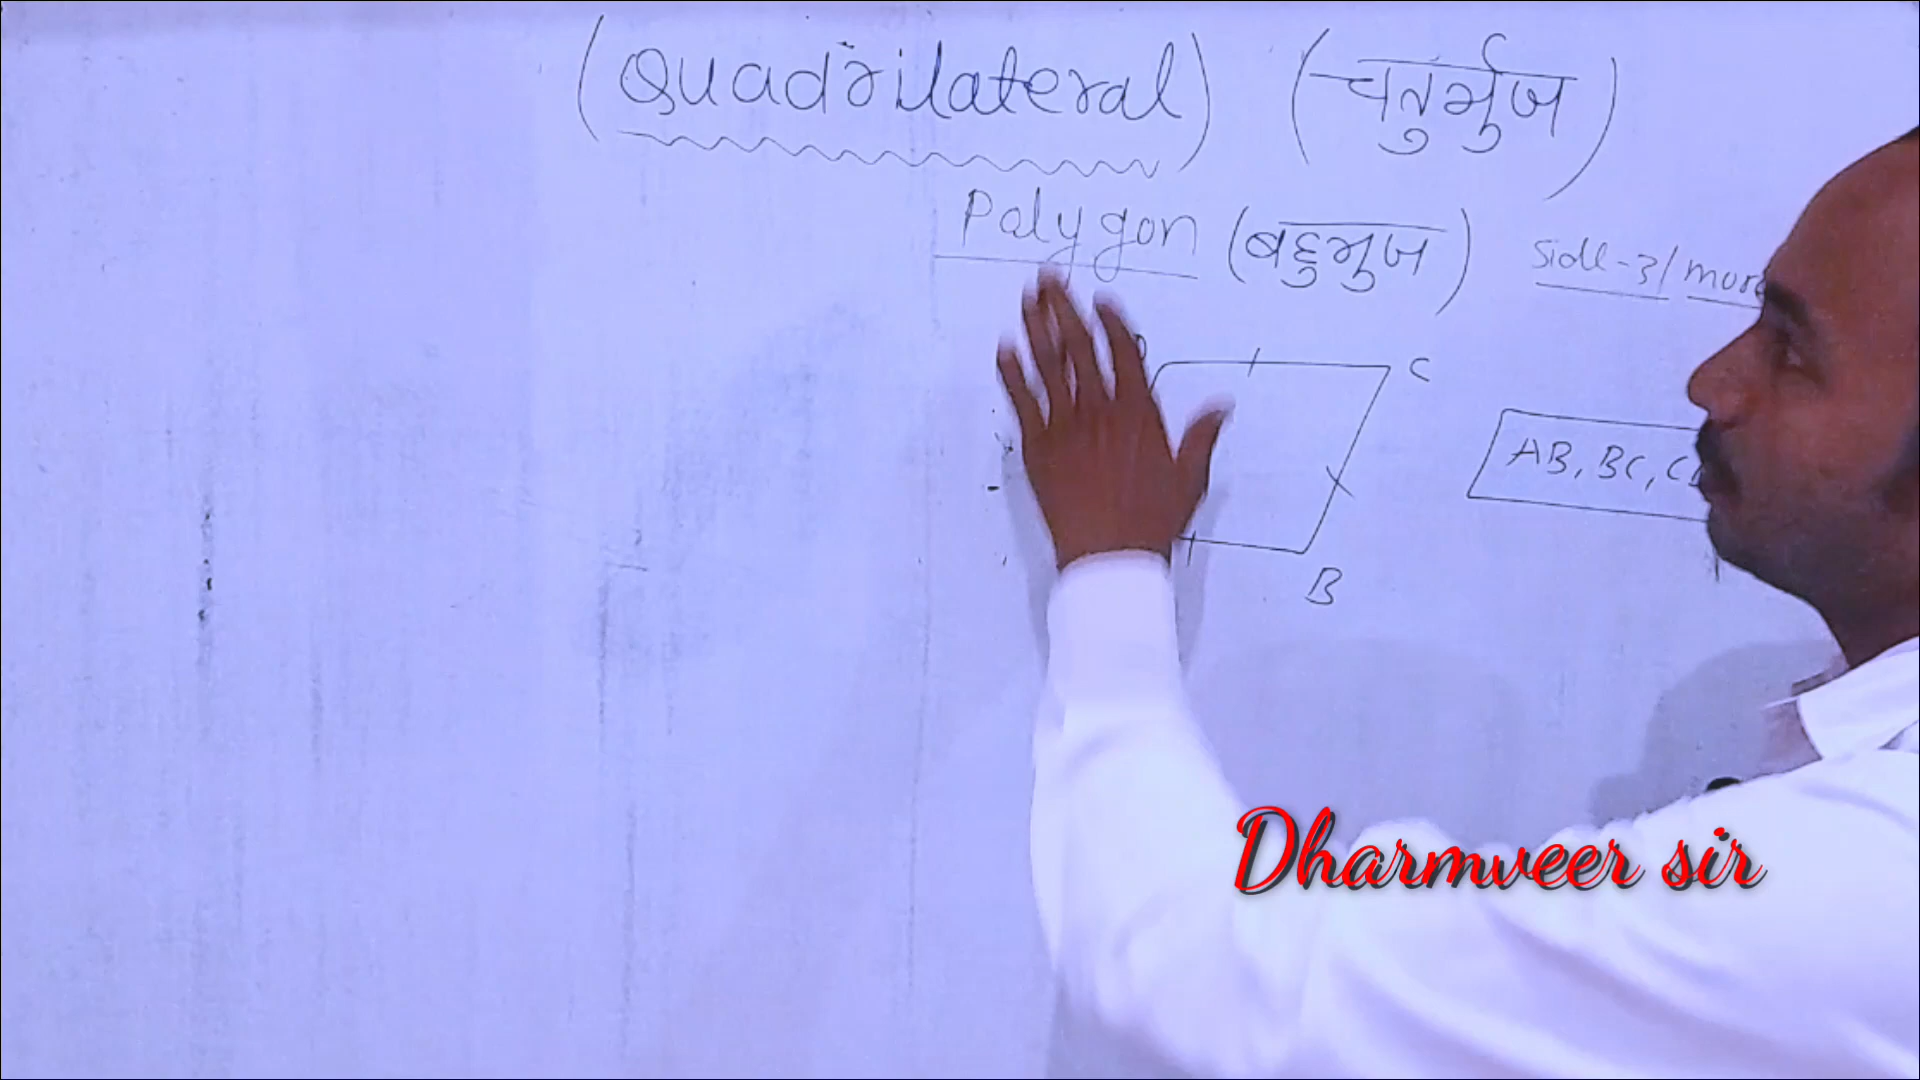 (Quadrilateral) (चतुर्भुज)
Polygon (बहुभुज) Side-3/more
C
AB, BC, C
B
Dharmveer sir